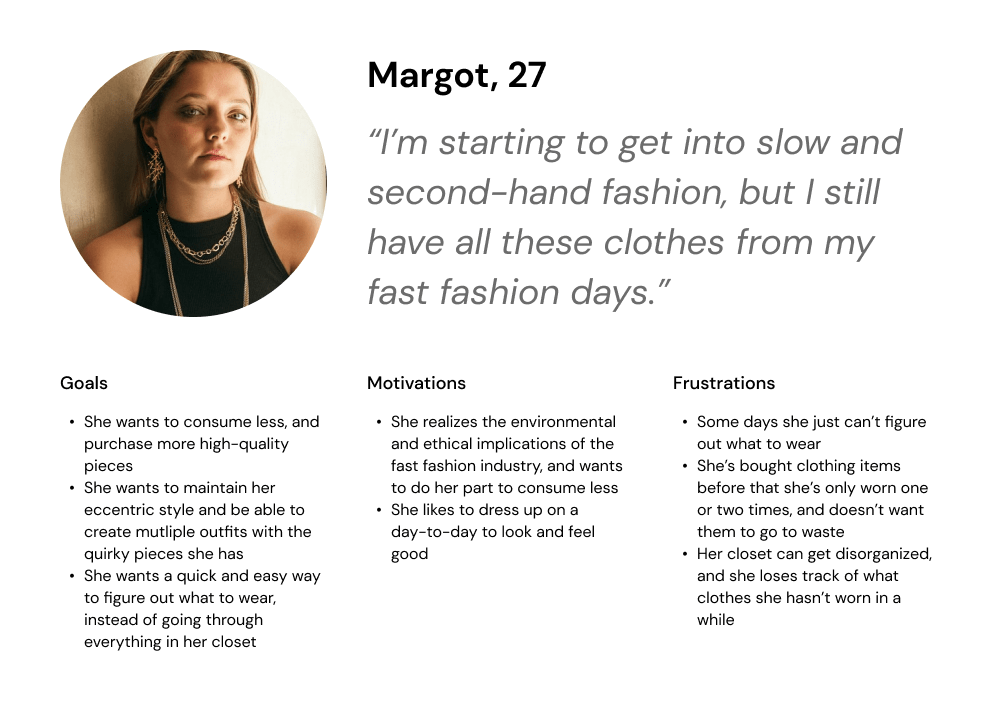 Margot, 27
“I’m starting to get into slow and
second-hand fashion, but I still
have all these clothes from my
fast fashion days.”
Goals
• She wants to consume less, and
purchase more high-quality
pieces
• She wants to maintain her
eccentric style and be able to
create mutliple outfits with the
quirky pieces she has
• She wants a quick and easy way
to figure out what to wear,
instead of going through
everything in her closet
Motivations
• She realizes the environmental
and ethical implications of the
fast fashion industry, and wants
to do her part to consume less
• She likes to dress up on a
day-to-day to look and feel
good
Frustrations
• Some days she just can’t figure
out what to wear
• She’s bought clothing items
before that she’s only worn one
or two times, and doesn’t want
them to go to waste
• Her closet can get disorganized,
and she loses track of what
clothes she hasn’t worn in a
while